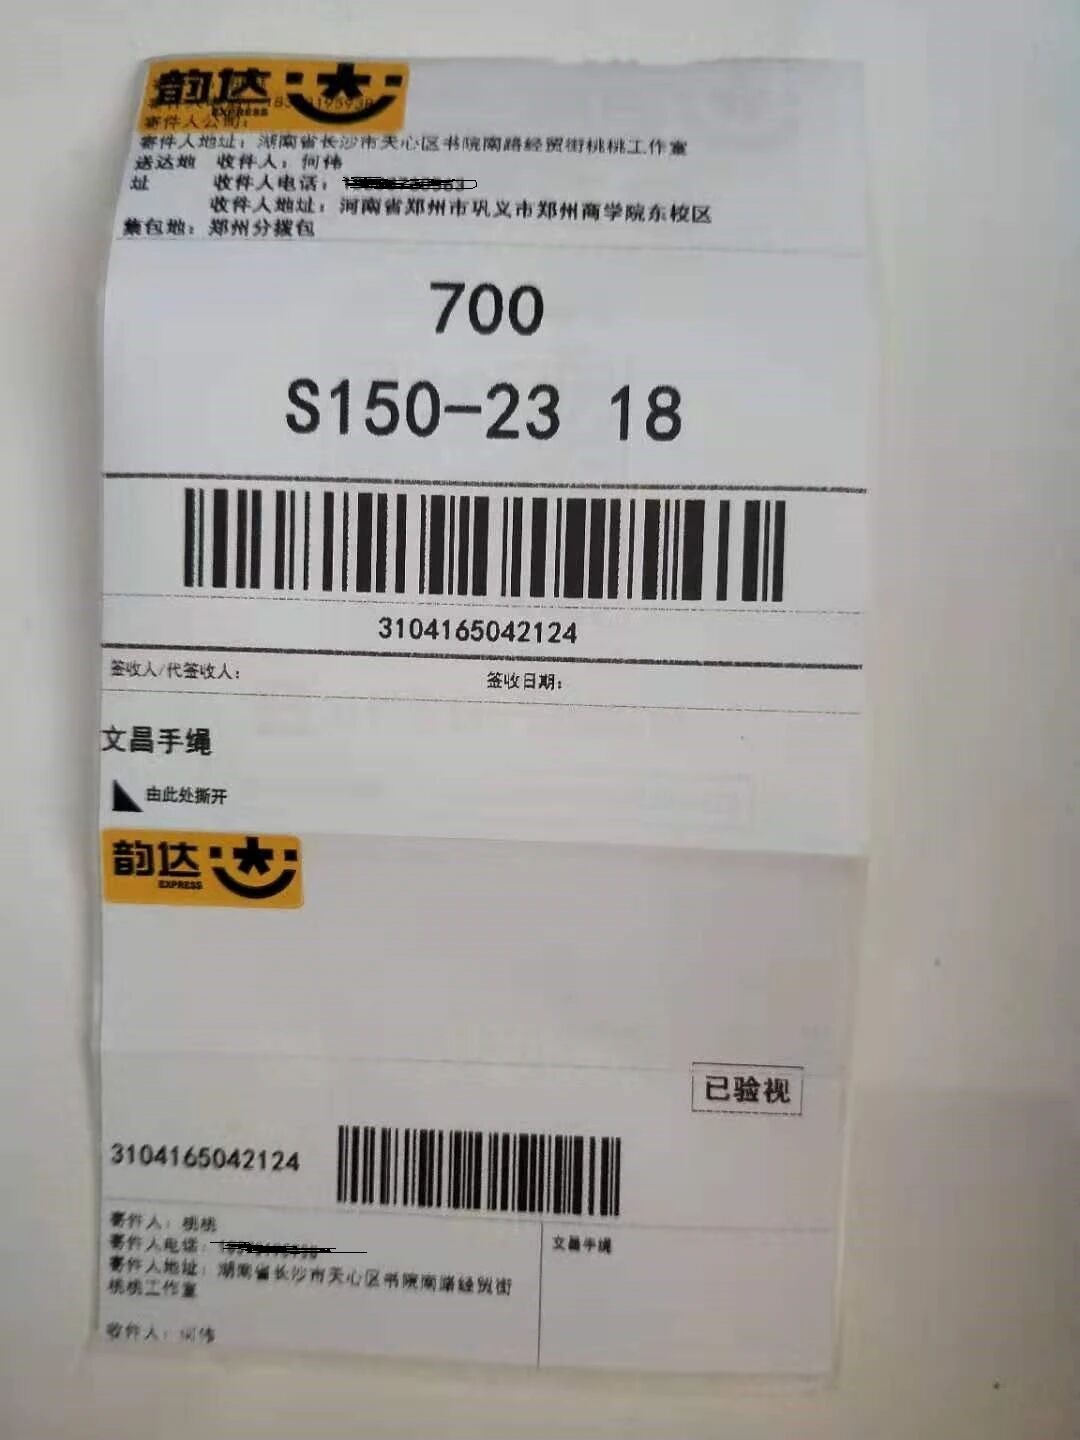 韵达
EXPRESS
寄件人公司:
寄件人地址: 湖南省长沙市天心区书院南路经贸街桃桃工作室
送达地址
收件人: 何伟
收件人电话:
收件人地址: 河南省郑州市巩义市郑州商学院东校区
集包地: 郑州分拨包
700
S150-23 18
3104165042124
签收人/代签收人:
签收日期:
文昌手绳
由此处撕开
韵达
EXPRESS
已验视
3104165042124
寄件人: 桃桃
寄件人电话:
寄件人地址: 湖南省长沙市天心区书院南路经贸街
桃桃工作室
文昌手绳
收件人: 何伟